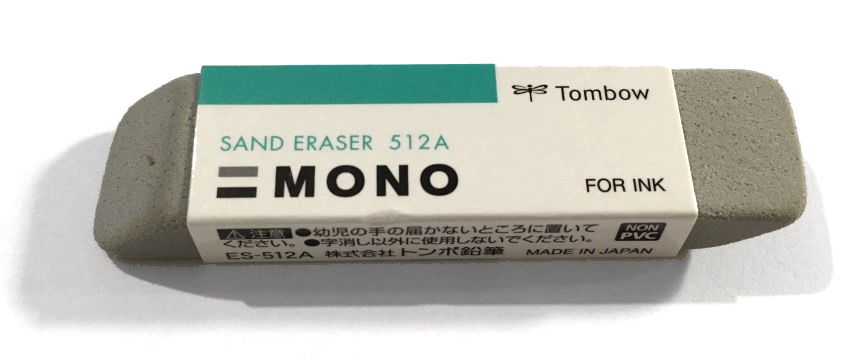 Tombow
SAND ERASER 512A
MONO
FOR INK
注意 ●幼児の手の届かないところに置いて
ください。●字消し以外に使用しないでください。
NON
PVC
ES-512A 株式会社トンボ鉛筆 MADE IN JAPAN